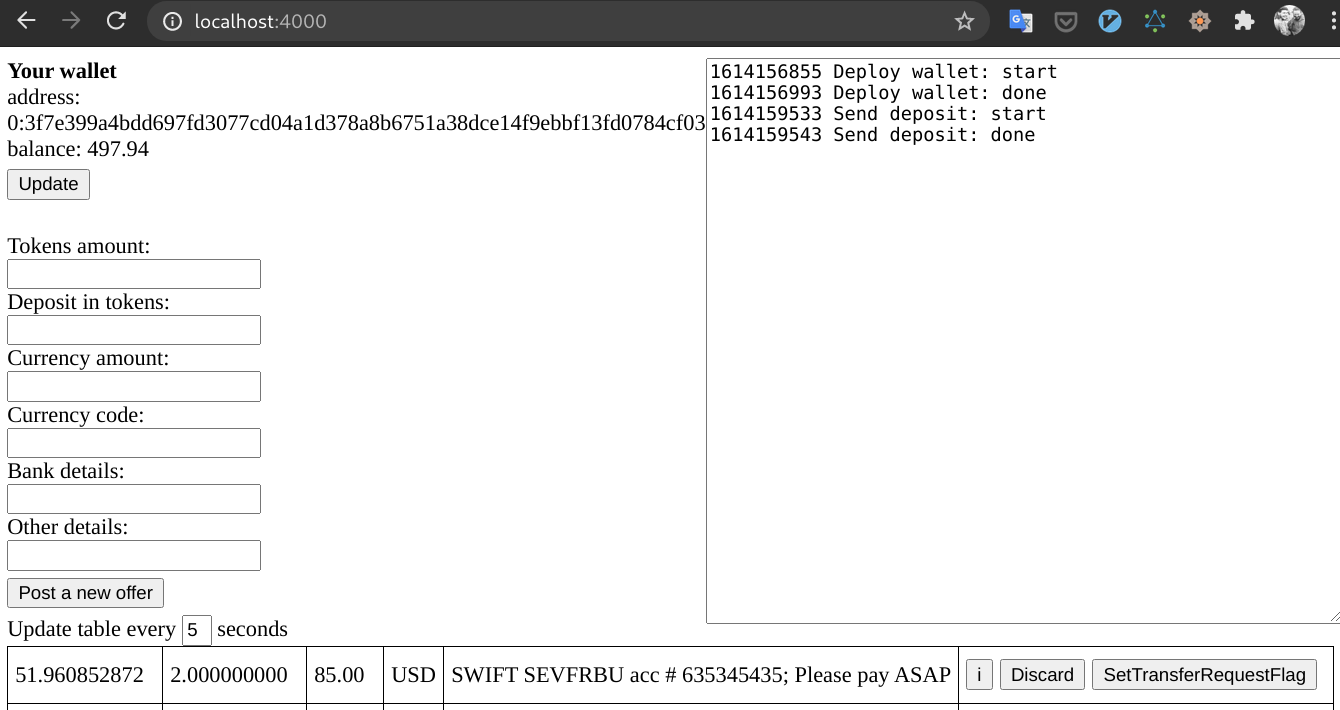 localhost:4000
Your wallet
address:
0:3f7e399a4bdd697fd3077cd04a1d378a8b6751a38dce14f9ebbf13fd0784cf03
balance: 497.94
Update
Tokens amount:
Deposit in tokens:
Currency amount:
Currency code:
Bank details:
Other details:
Post a new offer
1614156855 Deploy wallet: start
1614156993 Deploy wallet: done
1614159533 Send deposit: start
1614159543 Send deposit: done
Update table every 5 seconds
51.960852872 2.000000000 85.00 USD SWIFT SEVFRBU acc # 635345435; Please pay ASAP i Discard SetTransferRequestFlag